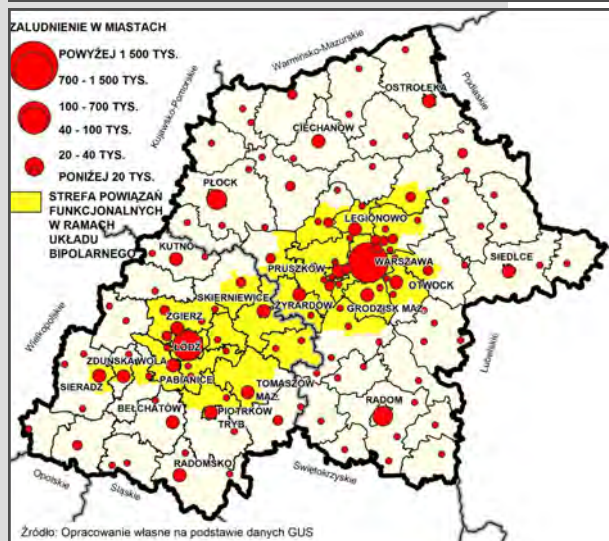 ZALUDNIENIE W MIASTACH
POWYŻEJ 1 500 TYS.
700 - 1 500 TYS.
100 - 700 TYS.
40 - 100 TYS.
20 - 40 TYS.
PONIŻEJ 20 TYS.
STREFA POWIĄZAŃ
FUNKCJONALNYCH
W RAMACH
UKŁADU
BIPOLARNEGO
Warmińsko-Mazurskie
Kujawsko-Pomorskie
Podlaskie
OSTROŁĘKA
CIECHANÓW
PŁOCK
LEGIONOWO
KUTNO
PRUSZKÓW
WARSZAWA
SIEDLCE
OTWOCK
SKIERNIEWICE
ŻYRARDÓW
GRODZISK MAZ.
Wielkopolskie
ZGIERZ
ŁÓDŹ
Lubelskie
ZDUŃSKA WOLA
SIERADZ
PABIANICE
TOMASZÓW
MAZ.
BEŁCHATÓW
PIOTRKÓW
TRYB.
RADOM
RADOMSKO
Opolskie
Śląskie
Świętokrzyskie
Źródło: Opracowanie własne na podstawie danych GUS